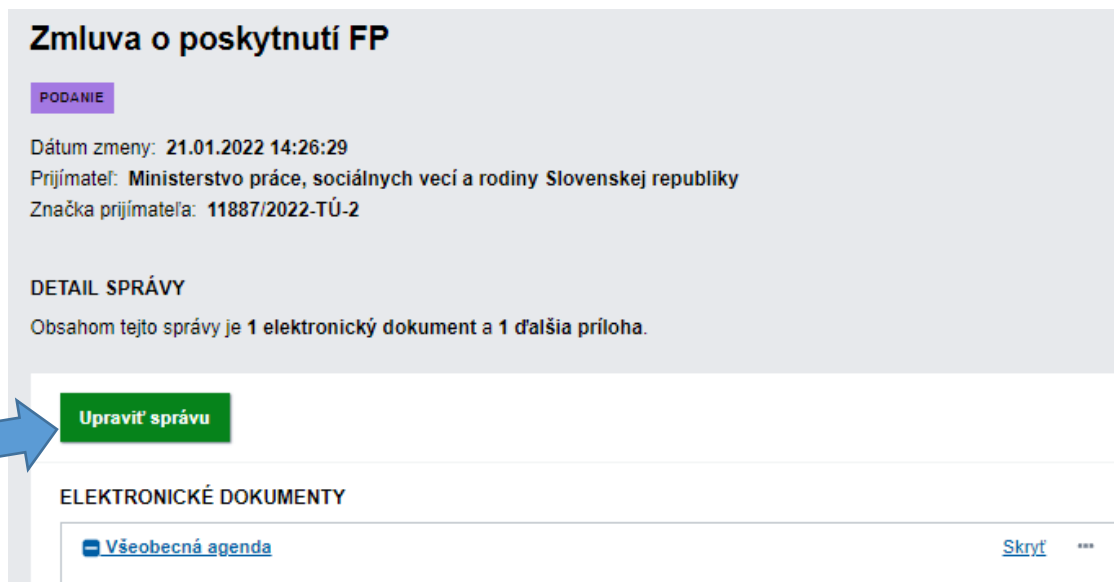 Zmluva o poskytnutí FP
PODANIE
Dátum zmeny: 21.01.2022 14:26:29
Prijímateľ: Ministerstvo práce, sociálnych vecí a rodiny Slovenskej republiky
Značka prijímateľa: 11887/2022-TÚ-2
DETAIL SPRÁVY
Obsahom tejto správy je 1 elektronický dokument a 1 ďalšia príloha.
Upraviť správu
ELEKTRONICKÉ DOKUMENTY
Všeobecná agenda Skryť ...